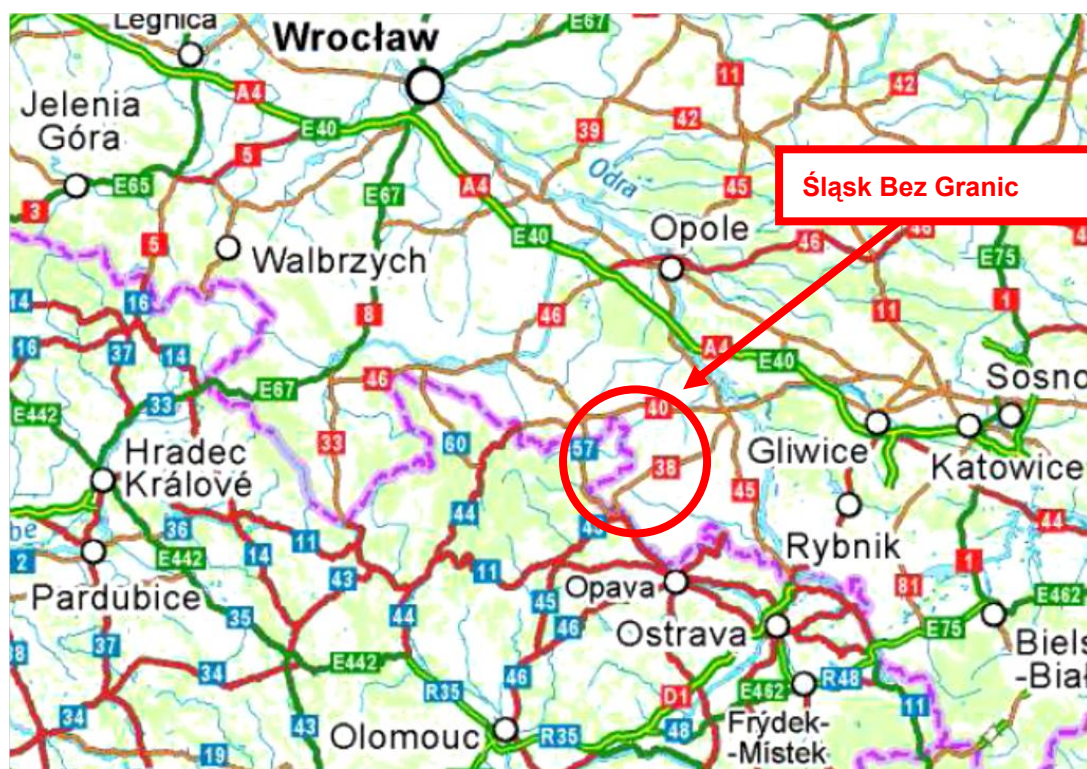 Legnica
E67
Wrocław
11
42
A4
Jelenia
Góra
E40
39
42
5
Odra
45
E65
E67
A4
Śląsk Bez Granic
3
E40
Opole
46
46
5
Wałbrzych
E75
14
16
46
8
11
1
16
37
14
A4
E40
E67
46
40
Sosno
E442
33
33
60
57
38
Gliwice
Katowice
Hradec
Králové
44
45
44
36
11
Rybnik
E442
14
43
11
Opava
81
1
2
E462
Pardubice
35
44
45
46
Ostrava
E75
Biels
-Biał
37
34
E442
R35
46
D1
E462
R48
11
34
43
Olomouc
R35
48
Frýdek-
-Místek
19